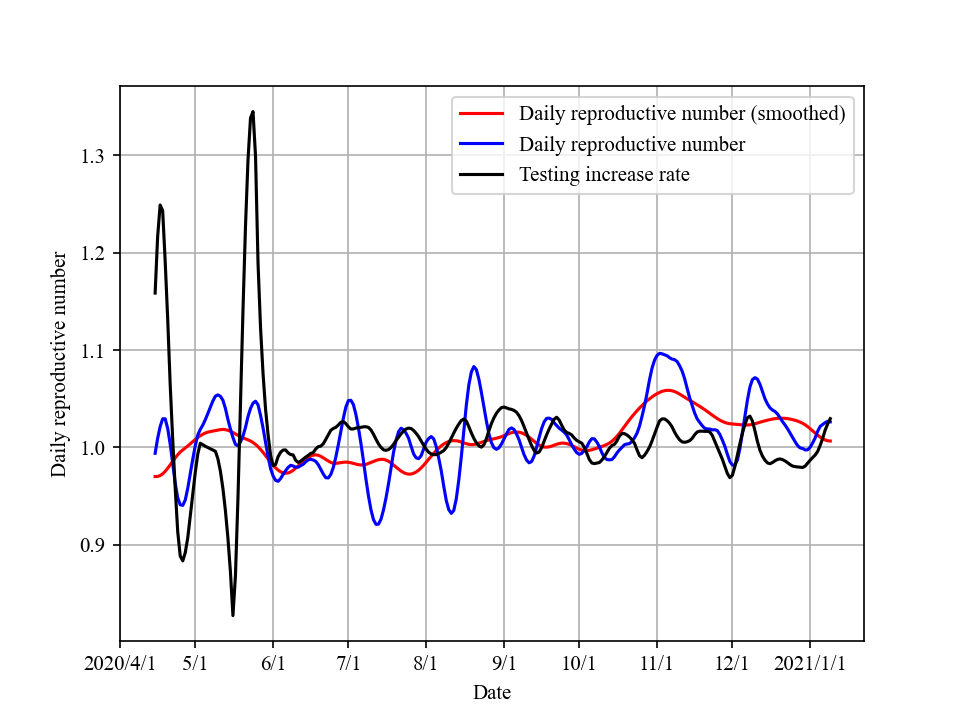 Daily reproductive number (smoothed)
Daily reproductive number
Testing increase rate
Daily reproductive number
1.3
1.2
1.1
1.0
0.9
2020/4/1 5/1 6/1 7/1 8/1 9/1 10/1 11/1 12/1 2021/1/1
Date